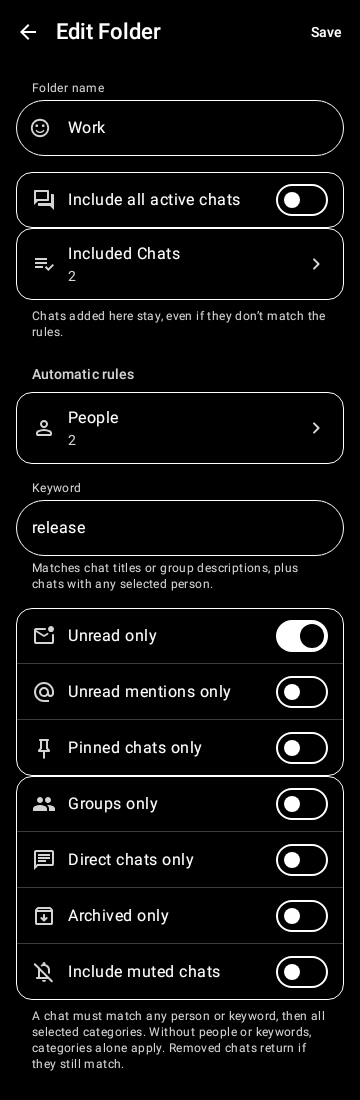 Edit Folder
Save
Folder name
Work
Include all active chats
Included Chats
2
Chats added here stay, even if they don’t match the
rules.
Automatic rules
People
2
Keyword
release
Matches chat titles or group descriptions, plus
chats with any selected person.
Unread only
Unread mentions only
Pinned chats only
Groups only
Direct chats only
Archived only
Include muted chats
A chat must match any person or keyword, then all
selected categories. Without people or keywords,
categories alone apply. Removed chats return if
they still match.